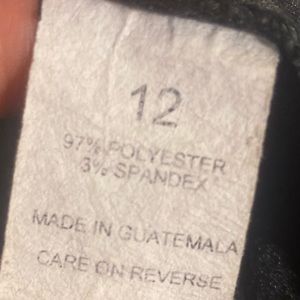 12
97% POLYESTER
3% SPANDEX
MADE IN GUATEMALA
CARE ON REVERSE